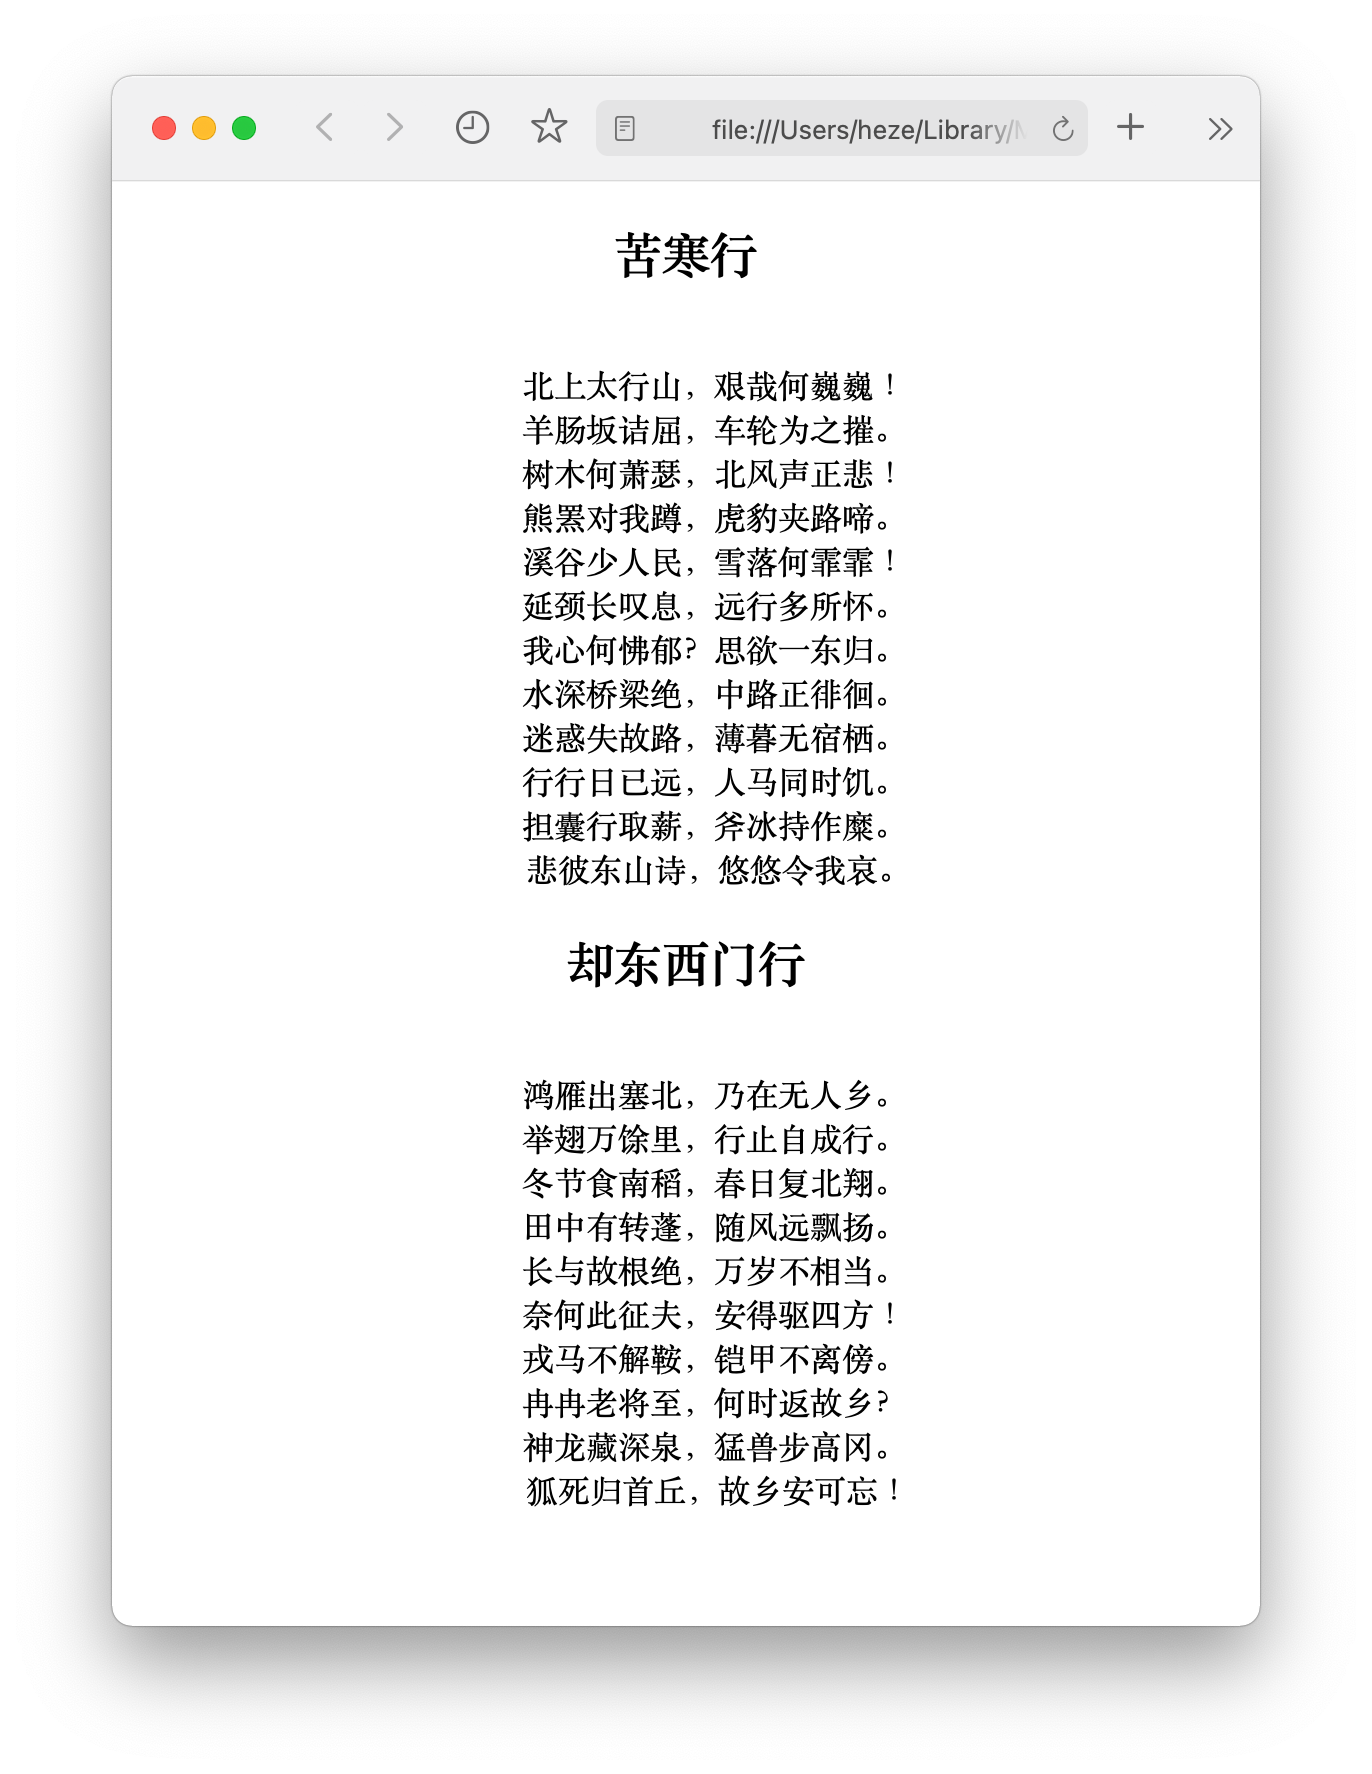 file:///Users/heze/Library/
苦寒行
北上太行山，艰哉何巍巍！
羊肠坂诘屈，车轮为之摧。
树木何萧瑟，北风声正悲！
熊罴对我蹲，虎豹夹路啼。
溪谷少人民，雪落何霏霏！
延颈长叹息，远行多所怀。
我心何怫郁？思欲一东归。
水深桥梁绝，中路正徘徊。
迷惑失故路，薄暮无宿栖。
行行日已远，人马同时饥。
担囊行取薪，斧冰持作糜。
悲彼东山诗，悠悠令我哀。
却东西门行
鸿雁出塞北，乃在无人乡。
举翅万馀里，行止自成行。
冬节食南稻，春日复北翔。
田中有转蓬，随风远飘扬。
长与故根绝，万岁不相当。
奈何此征夫，安得驱四方！
戎马不解鞍，铠甲不离傍。
冉冉老将至，何时返故乡？
神龙藏深泉，猛兽步高冈。
狐死归首丘，故乡安可忘！